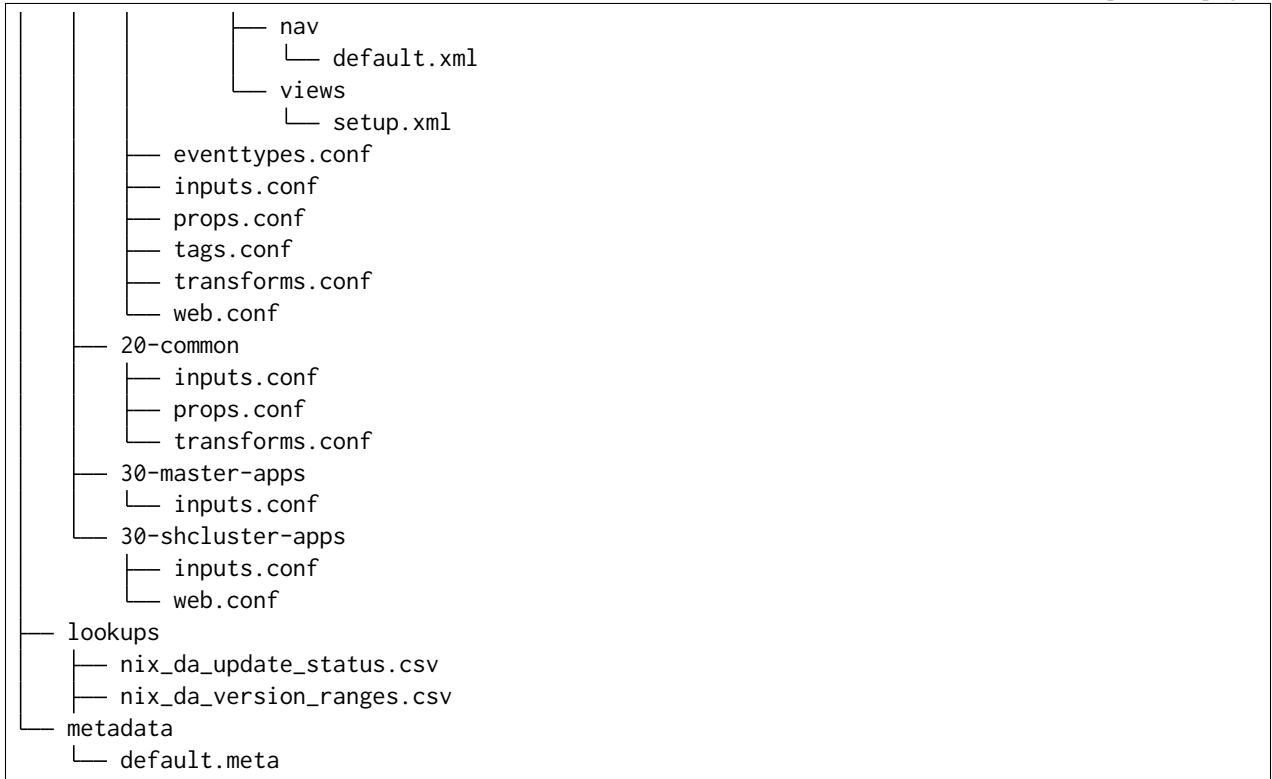 │   │   │       ├── nav
│   │   │       │   └── default.xml
│   │   │       └── views
│   │   │           └── setup.xml
│   │   ├── eventtypes.conf
│   │   ├── inputs.conf
│   │   ├── props.conf
│   │   ├── tags.conf
│   │   ├── transforms.conf
│   │   └── web.conf
│   ├── 20-common
│   │   ├── inputs.conf
│   │   ├── props.conf
│   │   └── transforms.conf
│   ├── 30-master-apps
│   │   └── inputs.conf
│   └── 30-shcluster-apps
│       ├── inputs.conf
│       └── web.conf
├── lookups
│   ├── nix_da_update_status.csv
│   ├── nix_da_version_ranges.csv
└── metadata
    └── default.meta